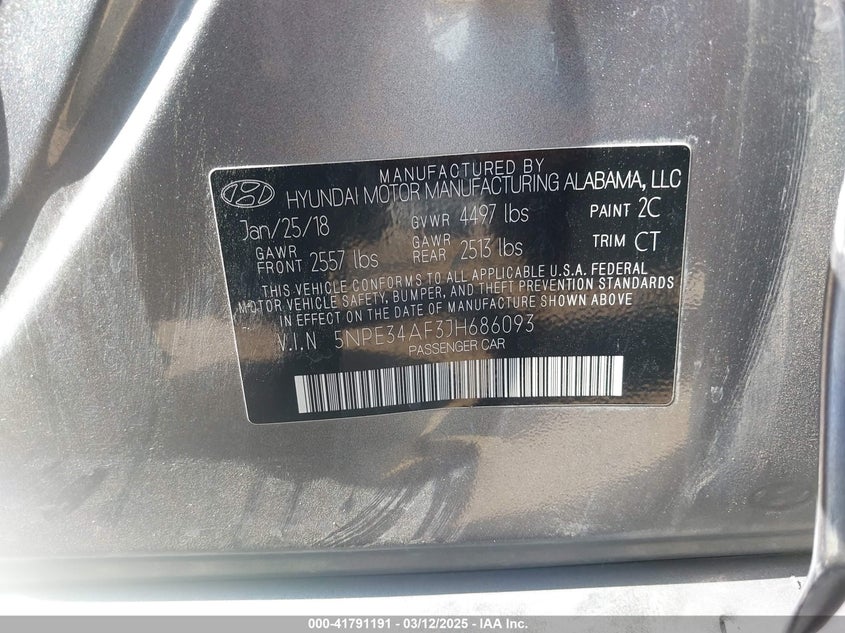 MANUFACTURED BY
HYUNDAI MOTOR MANUFACTURING ALABAMA, LLC
Jan/25/18 GVWR 4497 lbs PAINT 2C
GAWR FRONT 2557 lbs GAWR REAR 2513 lbs TRIM CT
THIS VEHICLE CONFORMS TO ALL APPLICABLE U.S.A. FEDERAL
MOTOR VEHICLE SAFETY, BUMPER, AND THEFT PREVENTION STANDARDS
IN EFFECT ON THE DATE OF MANUFACTURE SHOWN ABOVE
V.I.N 5NPE34AF3JH686093
PASSENGER CAR
000-41791191 - 03/12/2025 - IAA Inc.